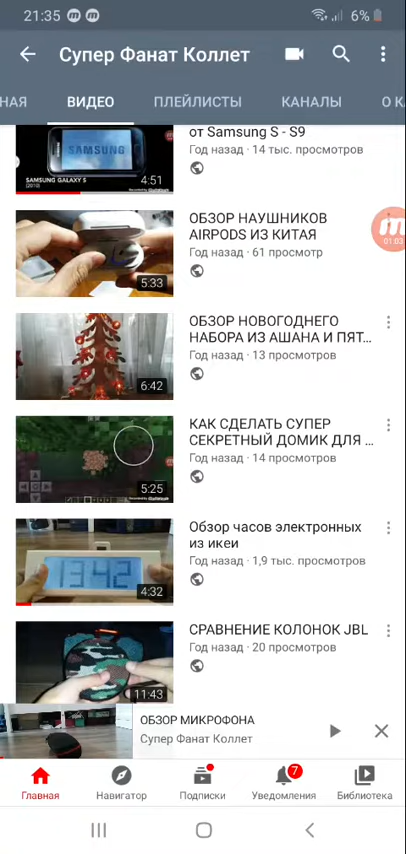 21:35
6%
Супер Фанат Коллет
НАЯ ВИДЕО ПЛЕЙЛИСТЫ КАНАЛЫ О К
SAMSUNG
SAMSUNG GALAXY S
(2010)
4:51
от Samsung S - S9
Год назад · 14 тыс. просмотров
5:33
ОБЗОР НАУШНИКОВ
AIRPODS ИЗ КИТАЯ
Год назад · 61 просмотр
01:03
6:42
ОБЗОР НОВОГОДНЕГО
НАБОРА ИЗ АШАНА И ПЯТ...
Год назад · 13 просмотров
5:25
КАК СДЕЛАТЬ СУПЕР
СЕКРЕТНЫЙ ДОМИК ДЛЯ ...
Год назад · 14 просмотров
13:42
4:32
Обзор часов электронных
из икеи
Год назад · 1,9 тыс. просмотров
11:43
СРАВНЕНИЕ КОЛОНОК JBL
Год назад · 20 просмотров
ОБЗОР МИКРОФОНА
Супер Фанат Коллет
7
Главная Навигатор Подписки Уведомления Библиотека